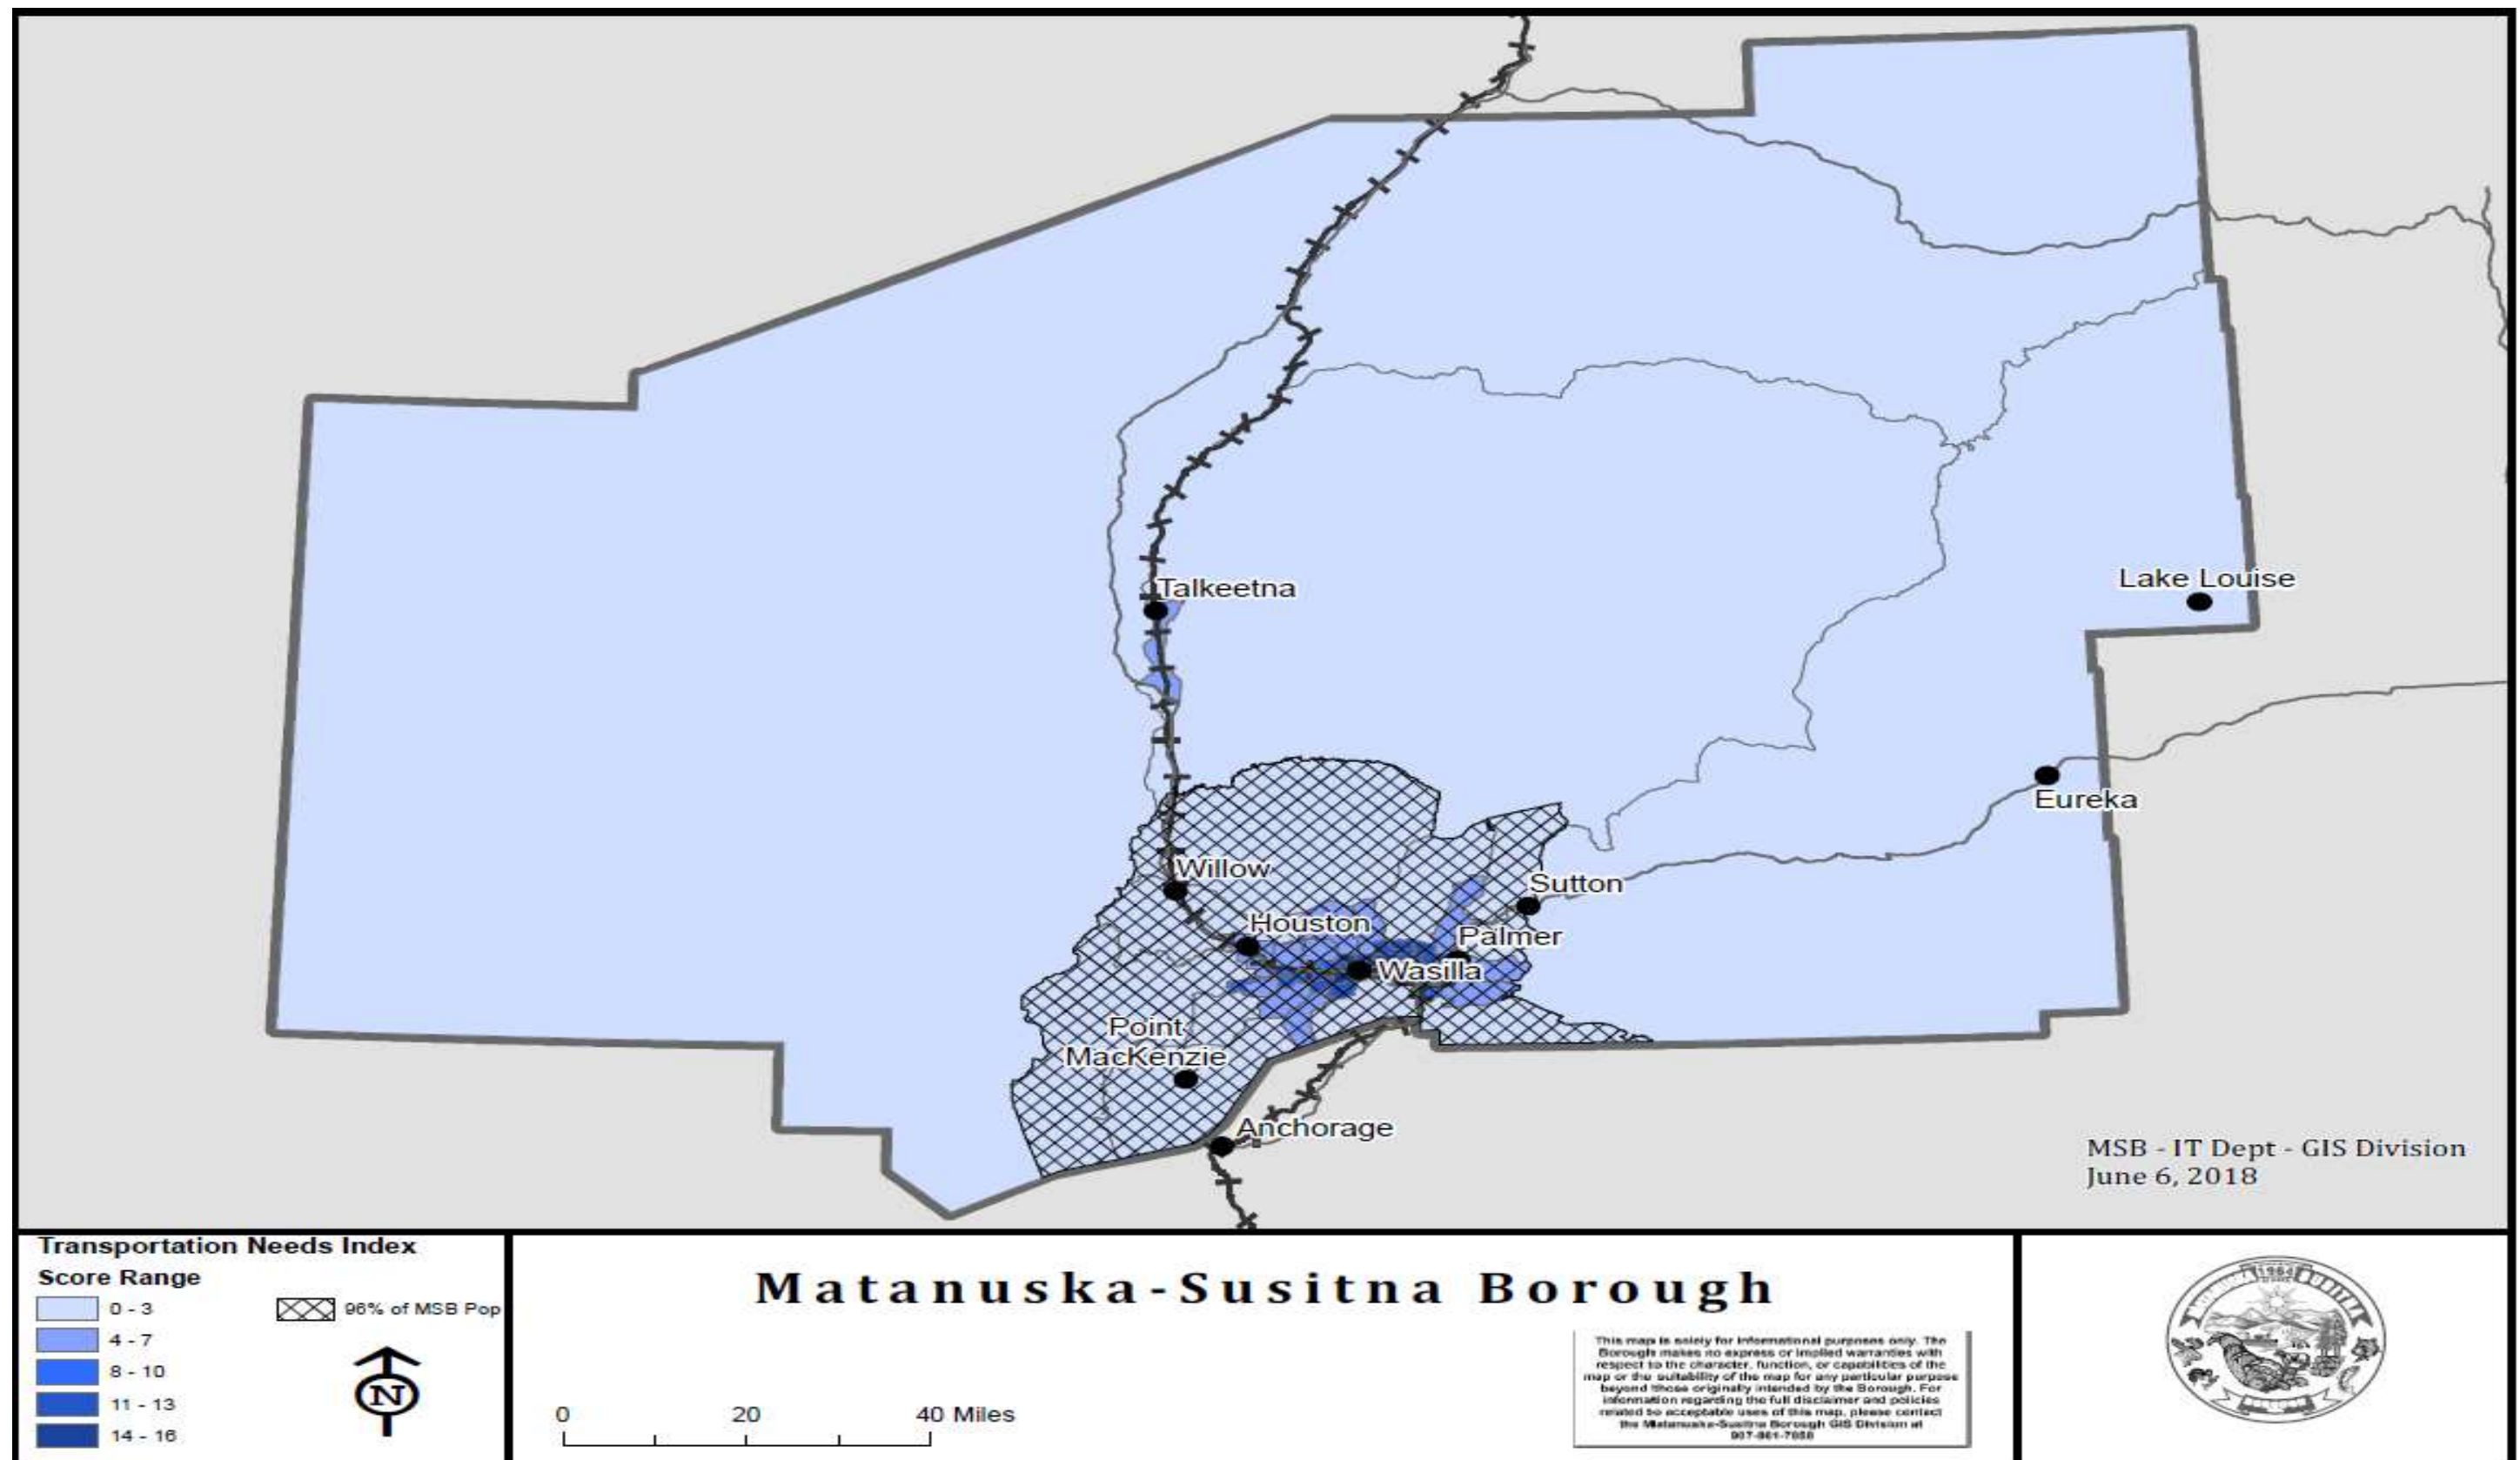 Talkeetna
Lake Louise
Eureka
Willow
Sutton
Houston
Palmer
Wasilla
Point
MacKenzie
Anchorage
MSB - IT Dept - GIS Division
June 6, 2018
Transportation Needs Index
Score Range
0 - 3
4 - 7
8 - 10
11 - 13
14 - 16
96% of MSB Pop
N
0 20 40 Miles
Matanuska-Susitna Borough
This map is solely for informational purposes only. The
Borough makes no express or implied warranties with
respect to the character, function, or capabilities of the
map or the suitability of the map for any particular purpose
beyond those originally intended by the Borough. For
information regarding the full disclaimer and policies
related to acceptable uses of this map, please contact
the Matanuska-Susitna Borough GIS Division at
907-861-7858
1964